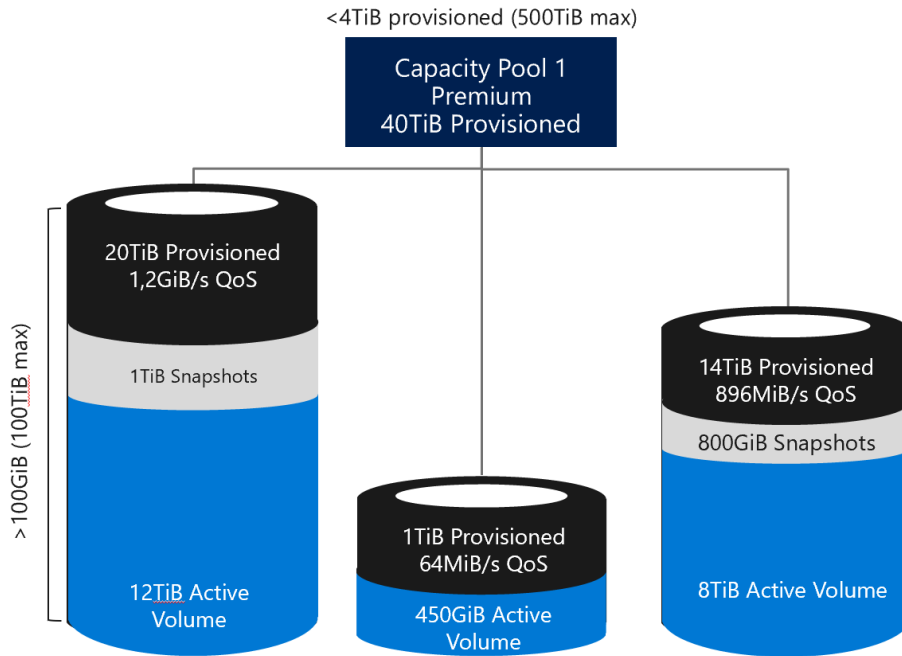 <4TiB provisioned (500TiB max)
Capacity Pool 1
Premium
40TiB Provisioned
20TiB Provisioned
1,2GiB/s QoS
1TiB Snapshots
12TiB Active
Volume
>100GiB (100TiB max)
1TiB Provisioned
64MiB/s QoS
450GiB Active
Volume
14TiB Provisioned
896MiB/s QoS
800GiB Snapshots
8TiB Active Volume